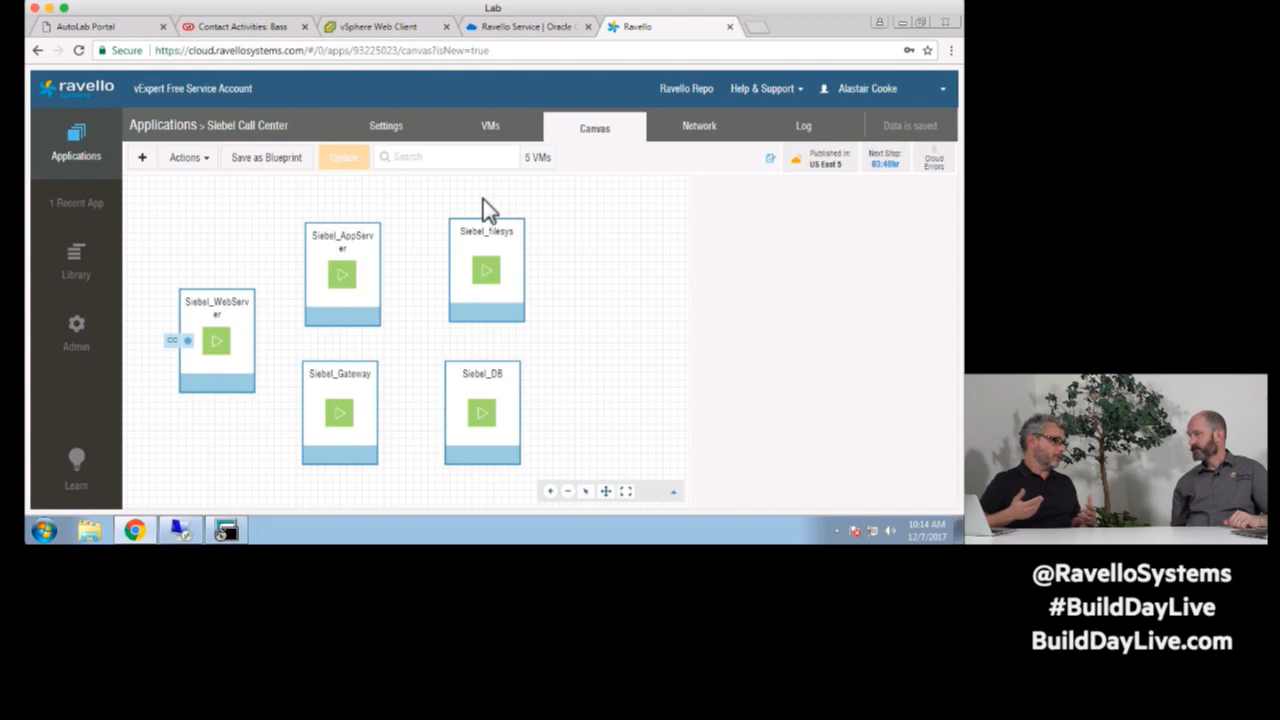 Lab
AutoLab Portal
Contact Activities: Bass
vSphere Web Client
Ravello Service | Oracle C
Ravello
Secure https://cloud.ravellosystems.com/#/0/apps/93225023/canvas?isNew=true
ravello
systems
vExpert Free Service Account
Ravello Repo
Help & Support
Alastair Cooke
Applications
Applications > Siebel Call Center
Settings
VMs
Canvas
Network
Log
Data is saved.
+
Actions
Save as Blueprint
Update
Search
5 VMs
Published in:
US East 5
Next Stop:
03:40hr
0
Cloud
Errors
1 Recent App
Library
Admin
Learn
Siebel_AppServ
er
Siebel_filesys
Siebel_WebServ
er
CC
Siebel_Gateway
Siebel_DB
10:14 AM
12/7/2017
@RavelloSystems
#BuildDayLive
BuildDayLive.com